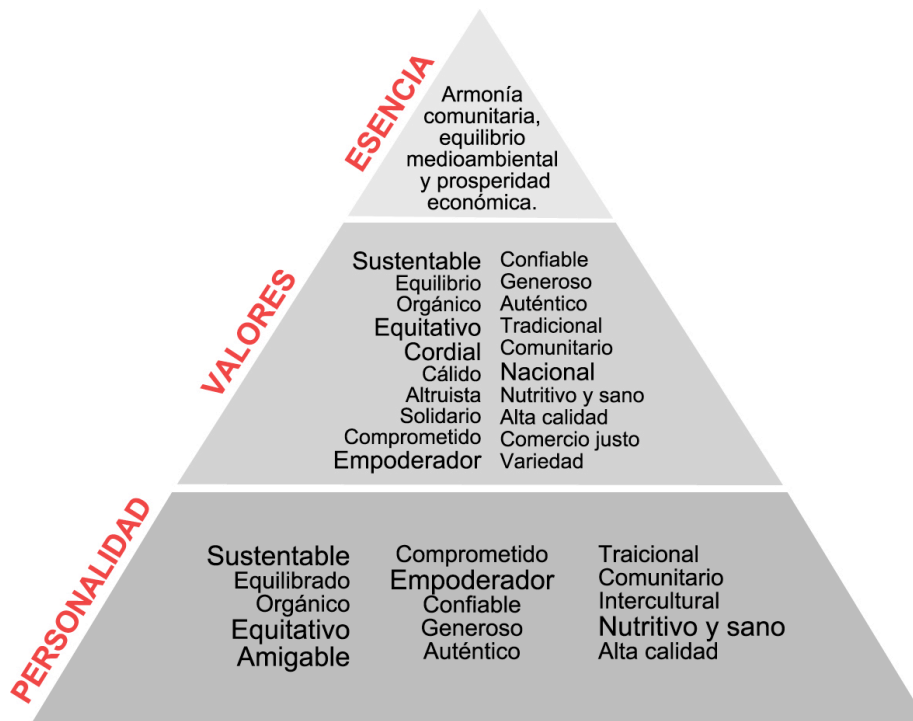 ESENCIA
Armonía
comunitaria,
equilibrio
medioambiental
y prosperidad
económica.
VALORES
Sustentable
Equilibrio
Orgánico
Equitativo
Cordial
Cálido
Altruista
Solidario
Comprometido
Empoderador
Confiable
Generoso
Auténtico
Tradicional
Comunitario
Nacional
Nutritivo y sano
Alta calidad
Comercio justo
Variedad
PERSONALIDAD
Sustentable
Equilibrado
Orgánico
Equitativo
Amigable
Comprometido
Empoderador
Confiable
Generoso
Auténtico
Traicional
Comunitario
Intercultural
Nutritivo y sano
Alta calidad